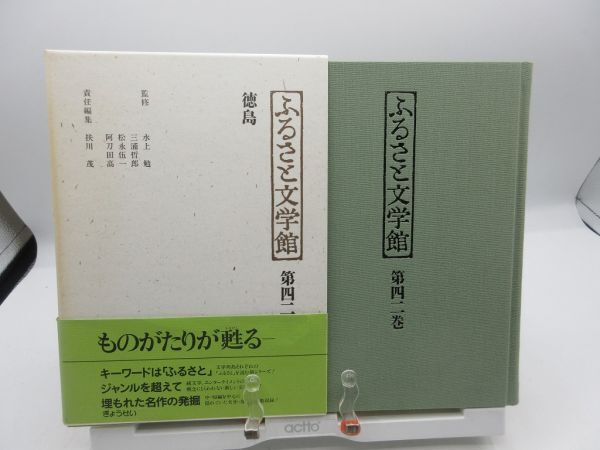 徳島
ふるさと文学館
第四二
監修
水上 勉
三浦哲郎
松永伍一
阿刀田高
責任編集
扶川 茂
ものがたりが甦る―
キーワードは「ふるさと」
ジャンルを超えて
埋もれた名作の発掘
ぎょうせい
ふるさと文学館
第四二巻
actto